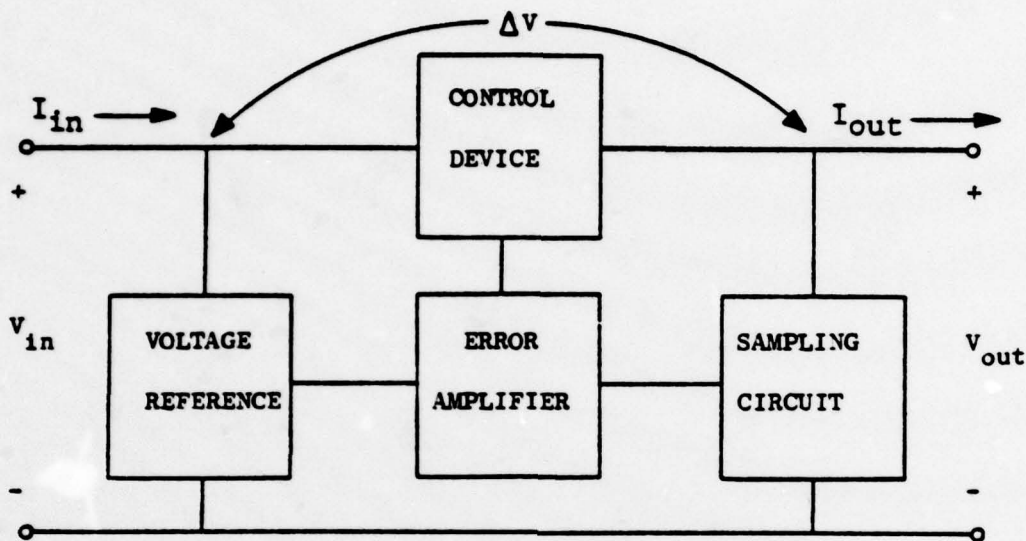 ΔV
CONTROL
DEVICE
I_in
I_out
+
+
V_in
VOLTAGE
REFERENCE
ERROR
AMPLIFIER
SAMPLING
CIRCUIT
V_out
-
-